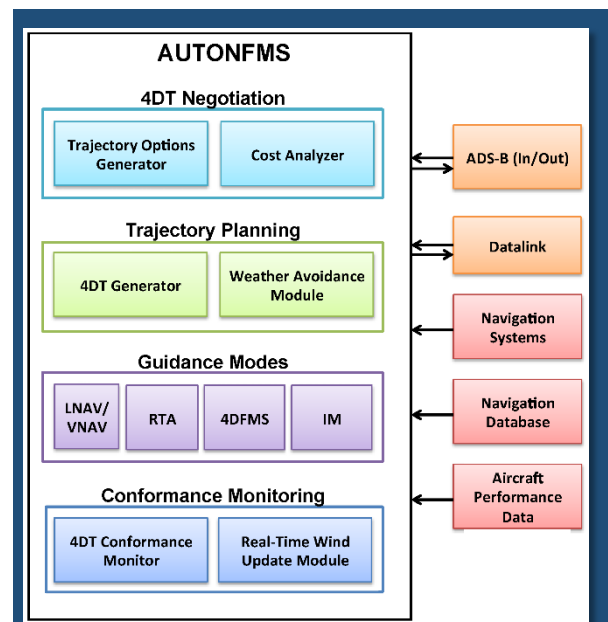 AUTONFMS
4DT Negotiation
Trajectory Options
Generator
Cost Analyzer
Trajectory Planning
4DT Generator
Weather Avoidance
Module
Guidance Modes
LNAV/
VNAV
RTA
4DFMS
IM
Conformance Monitoring
4DT Conformance
Monitor
Real-Time Wind
Update Module
ADS-B (In/Out)
Datalink
Navigation
Systems
Navigation
Database
Aircraft
Performance
Data